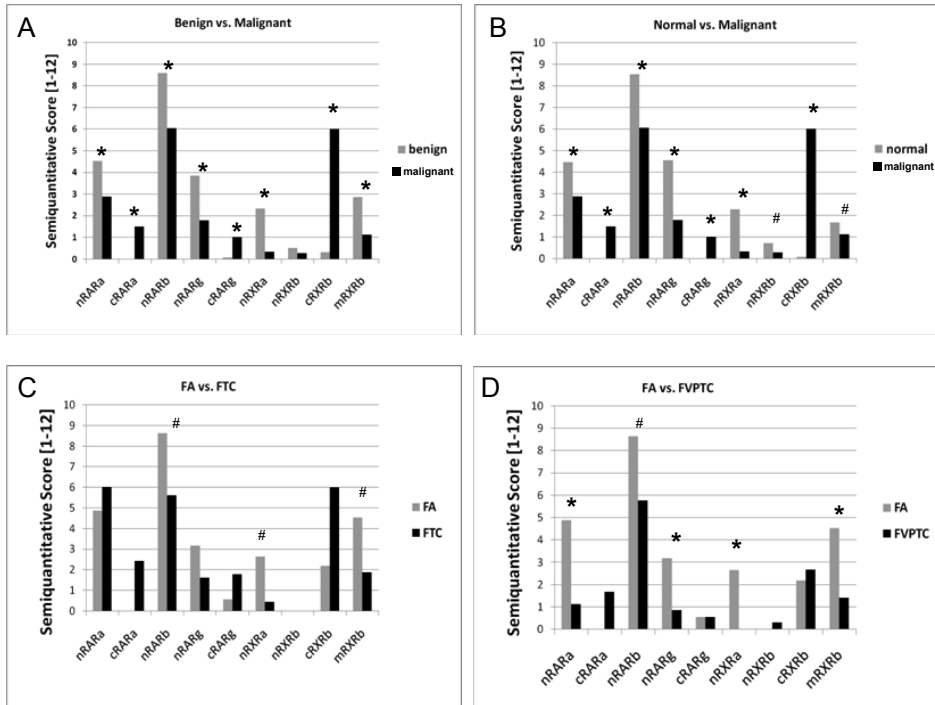 A
Benign vs. Malignant
Semiquantitative Score [1-12]
10
9
8
7
6
5
4
3
2
1
0
*
*
*
*
*
*
*
*
nRARa
cRARa
nRARb
nRARg
cRARg
nRXRa
nRXRb
cRXRb
mRXRb
benign
malignant
B
Normal vs. Malignant
Semiquantitative Score [1-12]
10
9
8
7
6
5
4
3
2
1
0
*
*
*
*
*
*
#
*
#
nRARa
cRARa
nRARb
nRARg
cRARg
nRXRa
nRXRb
cRXRb
mRXRb
normal
malignant
C
FA vs. FTC
Semiquantitative Score [1-12]
10
9
8
7
6
5
4
3
2
1
0
#
#
#
nRARa
cRARa
nRARb
nRARg
cRARg
nRXRa
nRXRb
cRXRb
mRXRb
FA
FTC
D
FA vs. FVPTC
Semiquantitative Score [1-12]
10
9
8
7
6
5
4
3
2
1
0
*
#
*
*
*
nRARa
cRARa
nRARb
nRARg
cRARg
nRXRa
nRXRb
cRXRb
mRXRb
FA
FVPTC